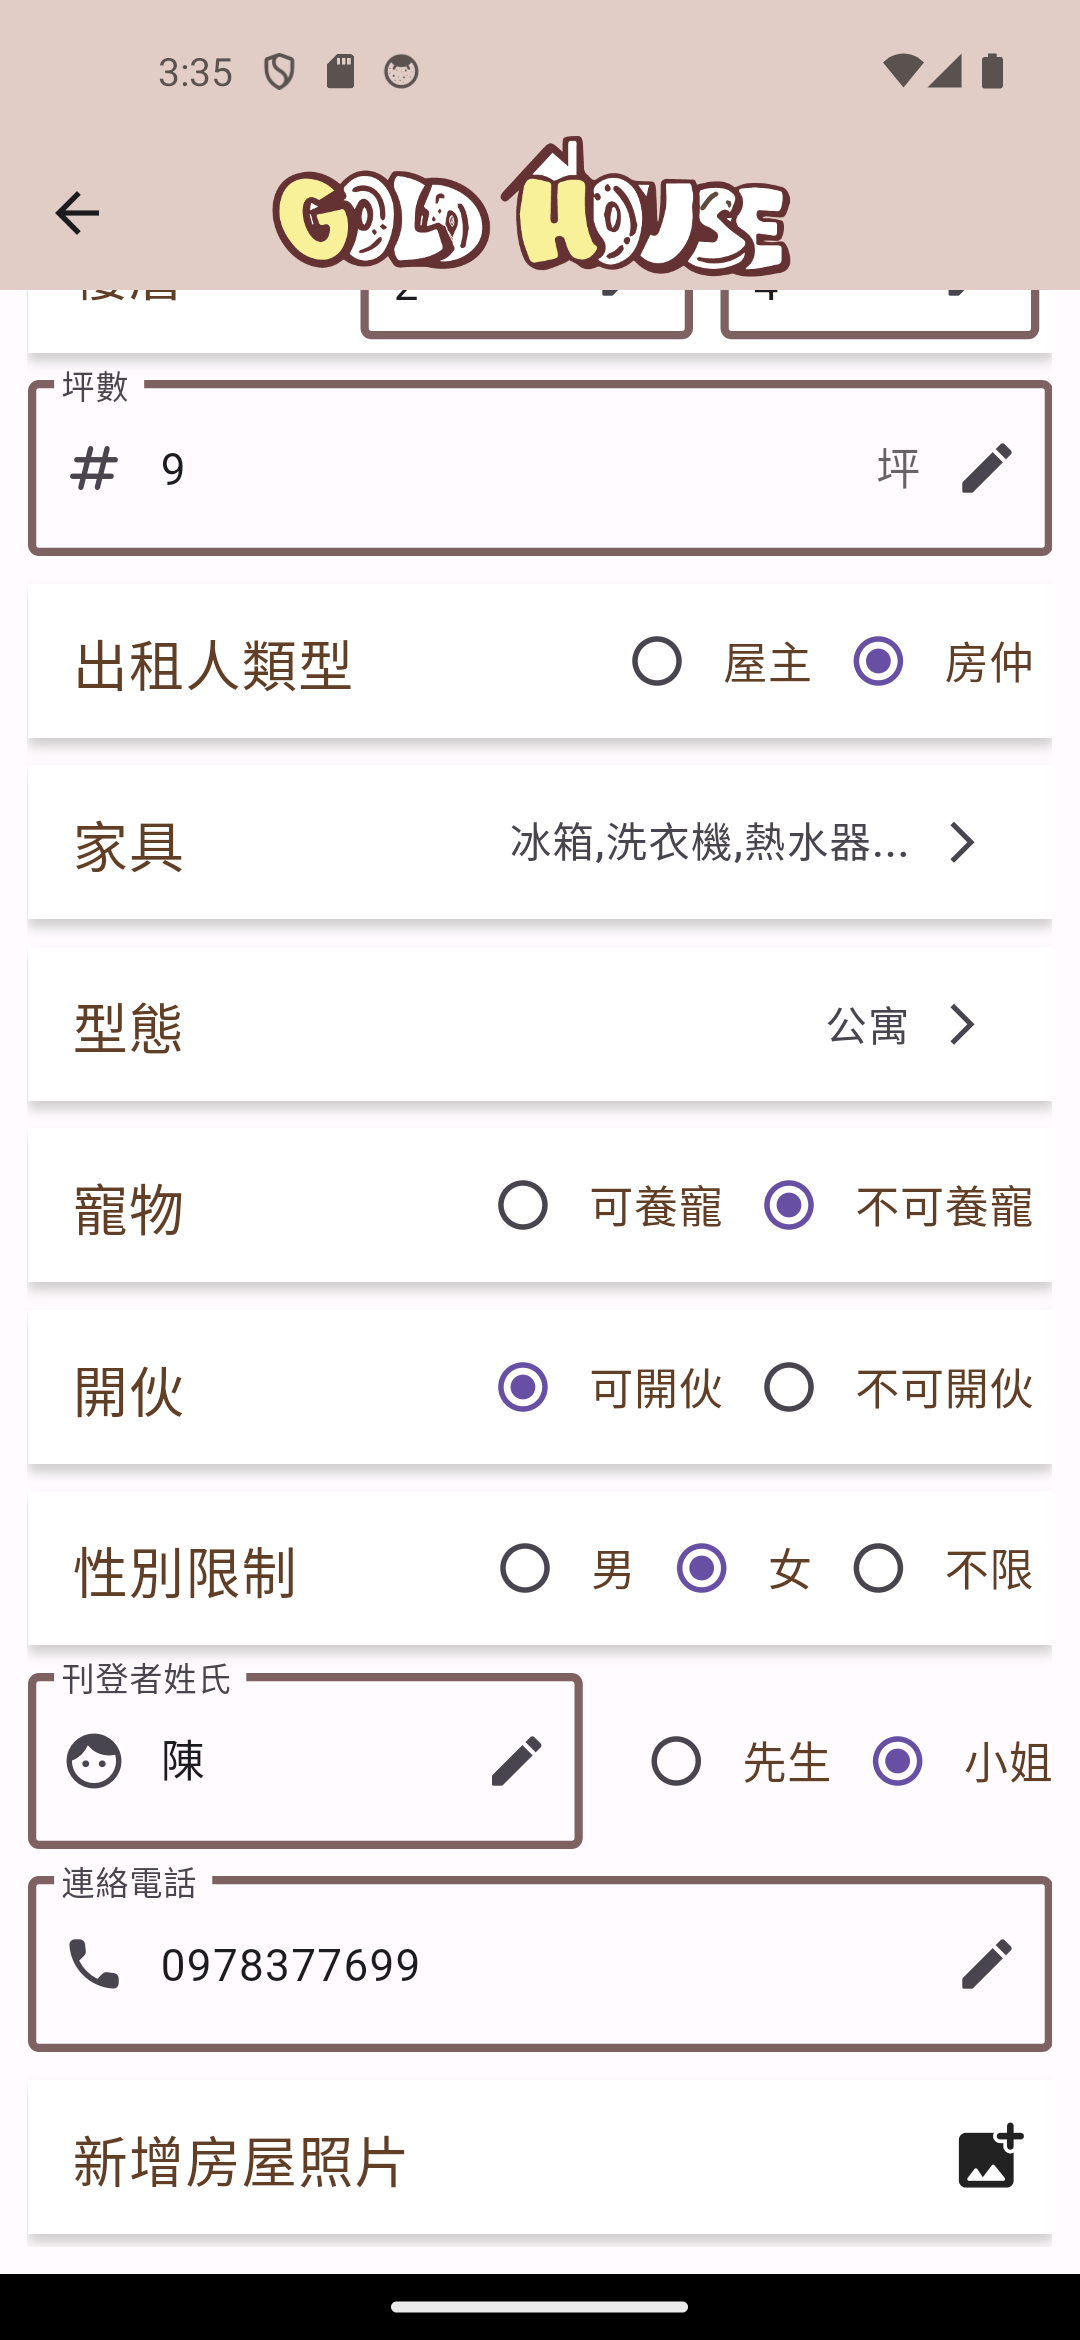 3:35
GOLD HOUSE
樓層 2 4
坪數
9 坪
出租人類型 屋主 房仲
家具 冰箱,洗衣機,熱水器...
型態 公寓
寵物 可養寵 不可養寵
開伙 可開伙 不可開伙
性別限制 男 女 不限
刊登者姓氏
陳 先生 小姐
連絡電話
0978377699
新增房屋照片